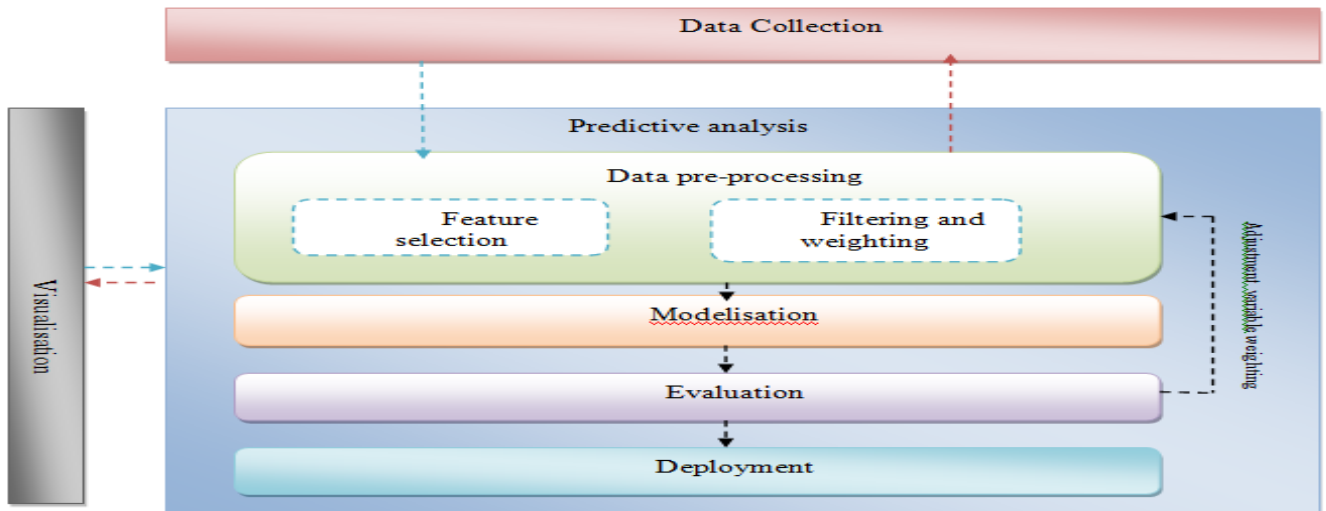 Data Collection
Predictive analysis
Data pre-processing
Feature
selection
Filtering and
weighting
Modelisation
Evaluation
Deployment
Visualisation
Adjustment, variable weighting